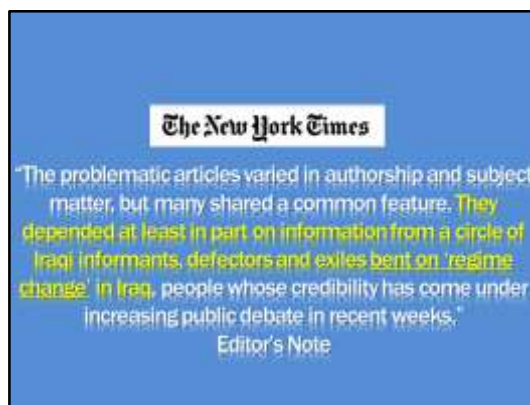 The New York Times
“The problematic articles varied in authorship and subject
matter, but many shared a common feature. They
depended at least in part on information from a circle of
Iraqi informants, defectors and exiles bent on ‘regime
change’ in Iraq, people whose credibility has come under
increasing public debate in recent weeks.”
Editor’s Note